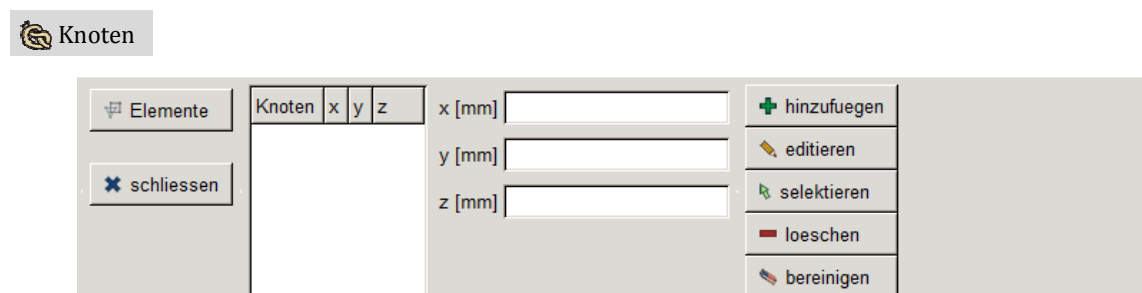 Knoten
Elemente
schliessen
Knoten x y z
x [mm]
y [mm]
z [mm]
hinzufuegen
editieren
selektieren
loeschen
bereinigen